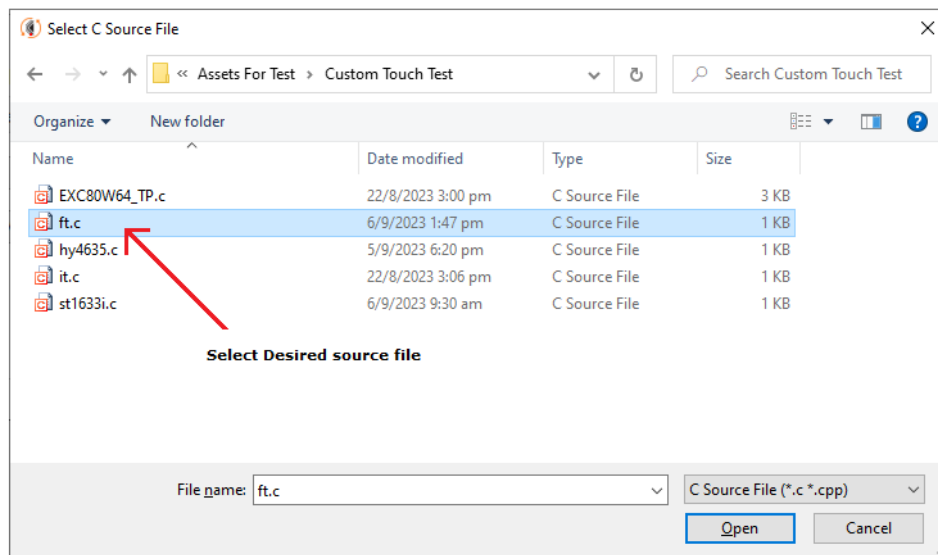 Select C Source File
« Assets For Test › Custom Touch Test Search Custom Touch Test
Organize New folder
Name Date modified Type Size
EXC80W64_TP.c 22/8/2023 3:00 pm C Source File 3 KB
ft.c 6/9/2023 1:47 pm C Source File 1 KB
hy4635.c 5/9/2023 6:20 pm C Source File 1 KB
it.c 22/8/2023 3:06 pm C Source File 1 KB
st1633i.c 6/9/2023 9:30 am C Source File 1 KB
Select Desired source file
File name: ft.c C Source File (*.c *.cpp)
Open Cancel